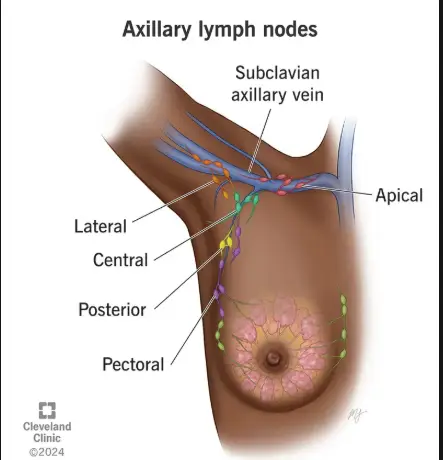 Axillary lymph nodes
Subclavian
axillary vein
Apical
Lateral
Central
Posterior
Pectoral
Cleveland
Clinic
©2024